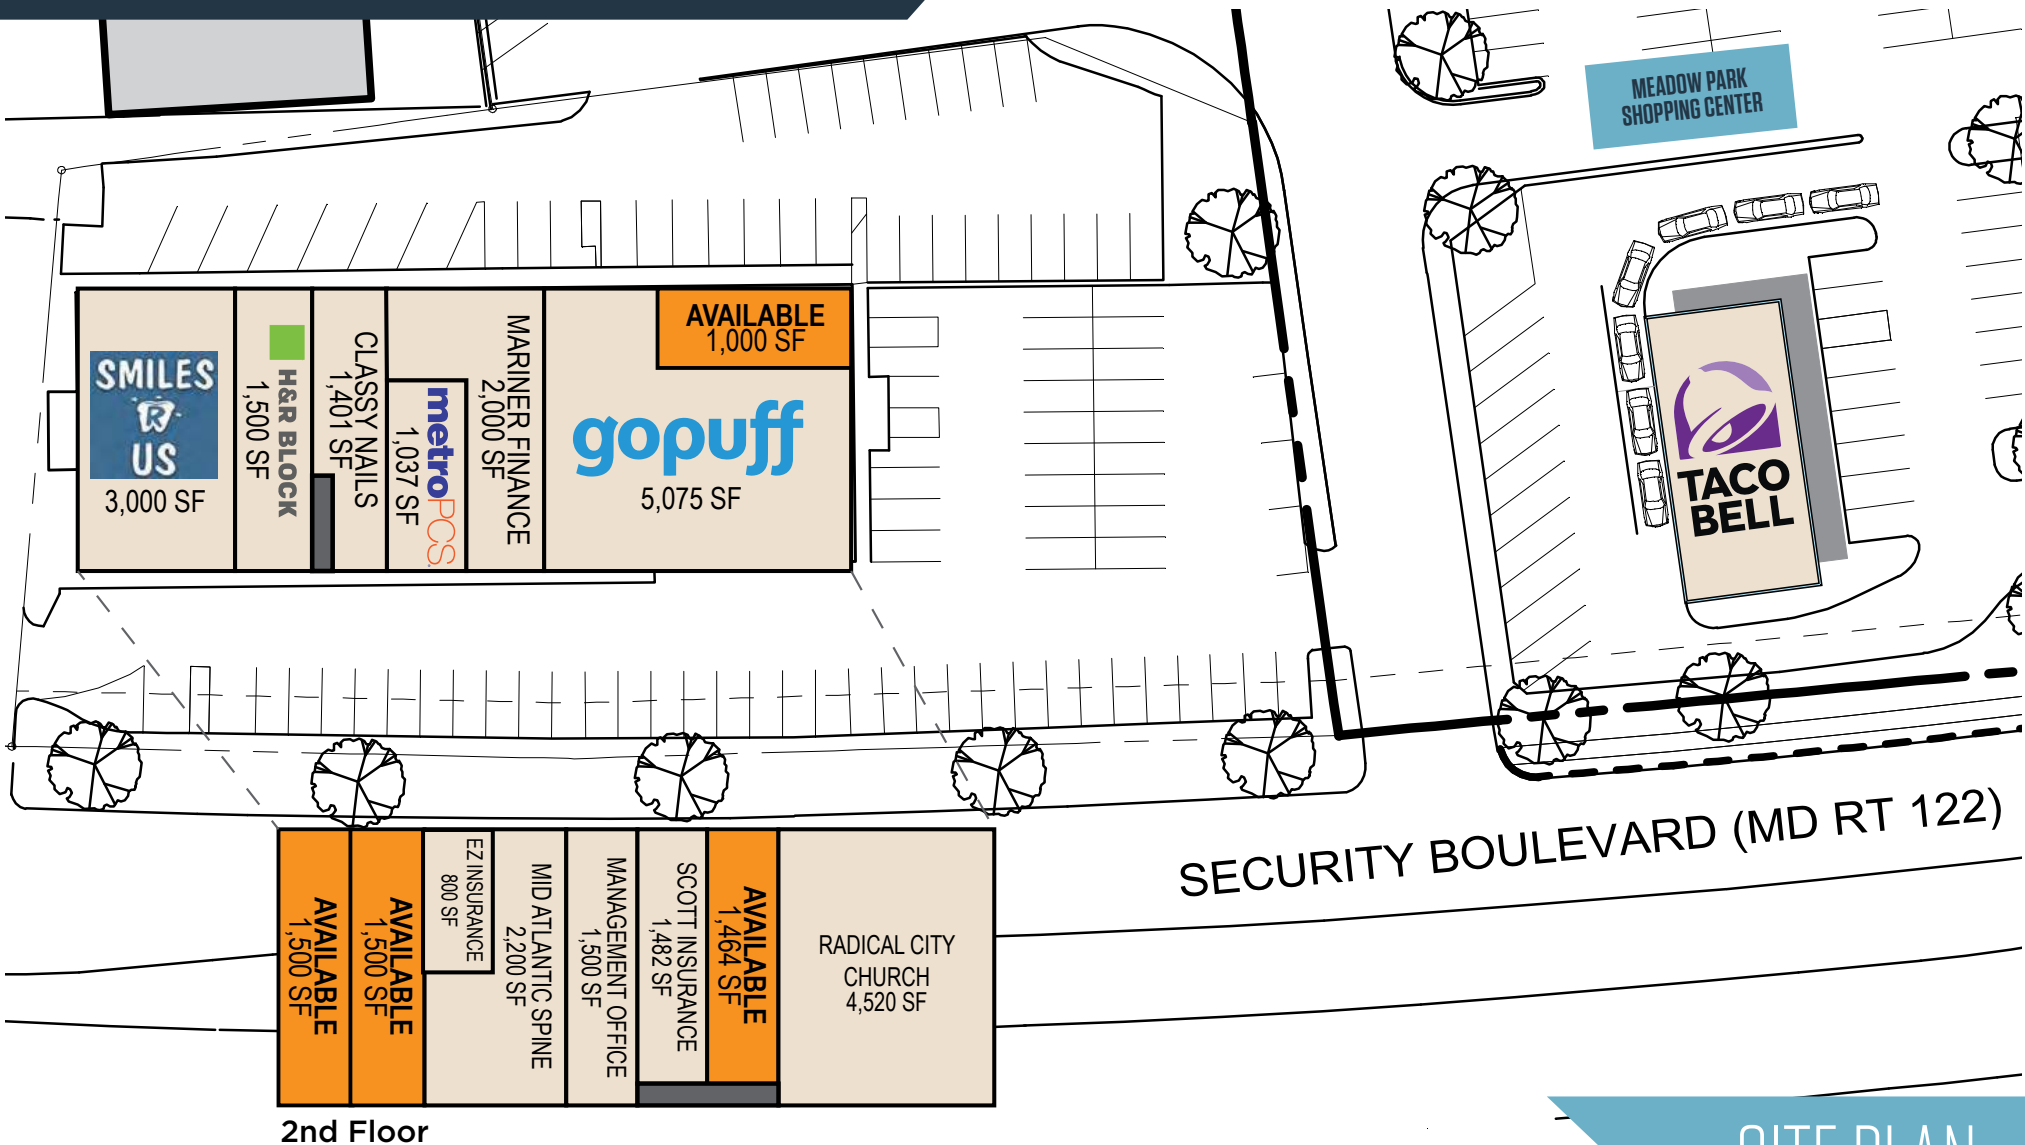 MEADOW PARK
SHOPPING CENTER
SMILES
R
US
3,000 SF
H&R BLOCK
1,500 SF
CLASSY NAILS
1,401 SF
metroPCS.
1,037 SF
MARINER FINANCE
2,000 SF
AVAILABLE
1,000 SF
gopuff
5,075 SF
TACO
BELL
SECURITY BOULEVARD (MD RT 122)
AVAILABLE
1,500 SF
AVAILABLE
1,500 SF
EZ INSURANCE
800 SF
MID ATLANTIC SPINE
2,200 SF
MANAGEMENT OFFICE
1,500 SF
SCOTT INSURANCE
1,482 SF
AVAILABLE
1,464 SF
RADICAL CITY
CHURCH
4,520 SF
2nd Floor
SITE PLAN